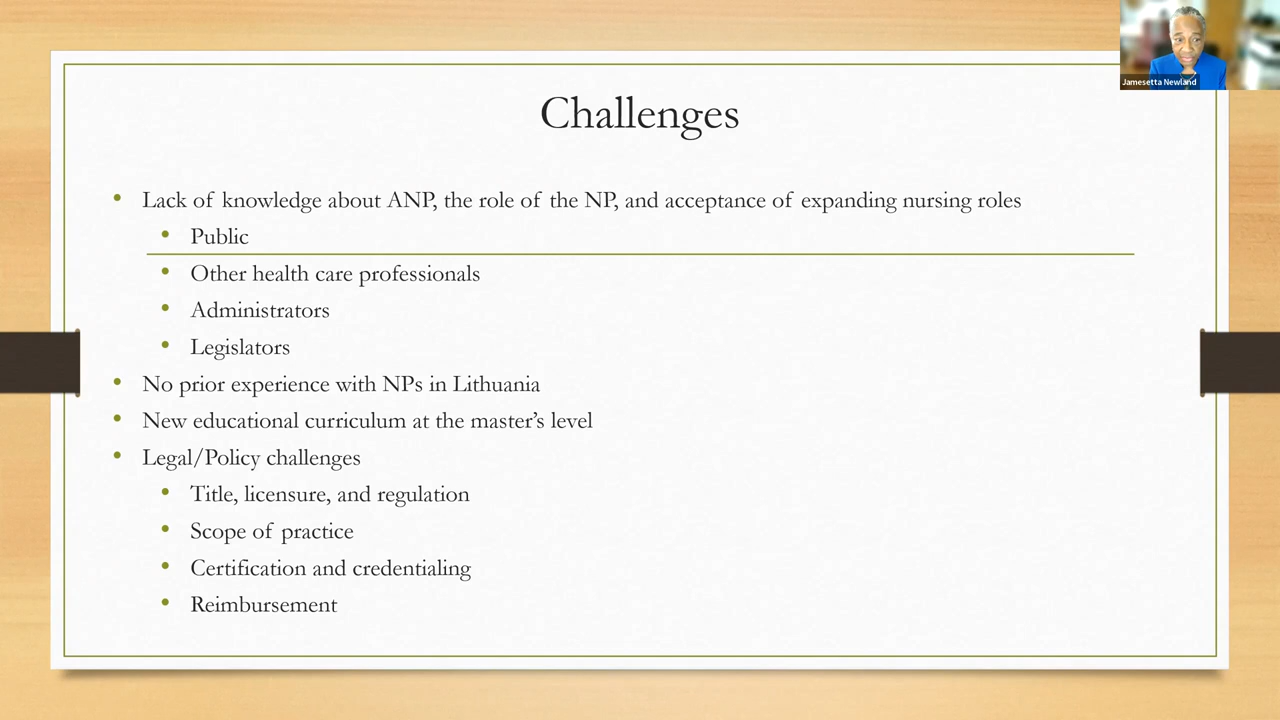 Jamesetta Newland
Challenges
• Lack of knowledge about ANP, the role of the NP, and acceptance of expanding nursing roles
• Public
• Other health care professionals
• Administrators
• Legislators
• No prior experience with NPs in Lithuania
• New educational curriculum at the master’s level
• Legal/Policy challenges
• Title, licensure, and regulation
• Scope of practice
• Certification and credentialing
• Reimbursement